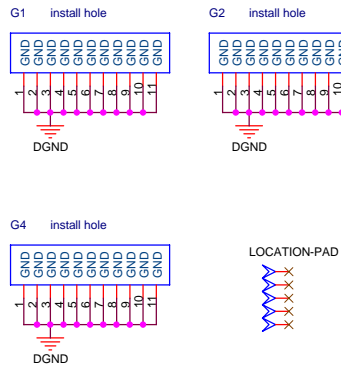 G1 install hole
GND GND GND GND GND GND GND GND GND GND GND
1 2 3 4 5 6 7 8 9 10 11
DGND
G2 install hole
GND GND GND GND GND GND GND GND GND GND
1 2 3 4 5 6 7 8 9 10
DGND
G4 install hole
GND GND GND GND GND GND GND GND GND GND GND
1 2 3 4 5 6 7 8 9 10 11
DGND
LOCATION-PAD